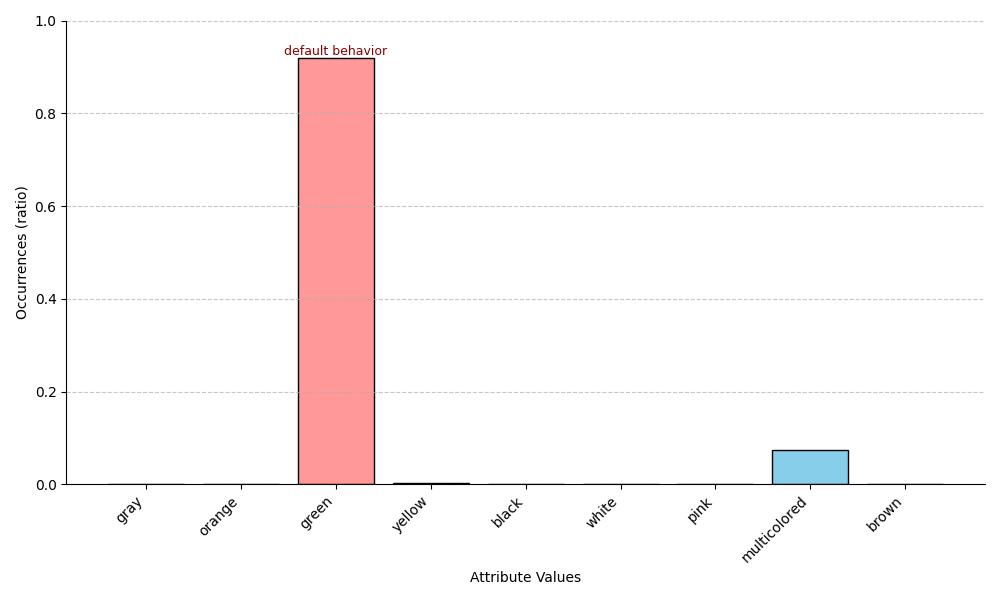 1.0
default behavior
0.8
0.6
0.4
0.2
0.0
Occurrences (ratio)
gray
orange
green
yellow
black
white
pink
multicolored
brown
Attribute Values